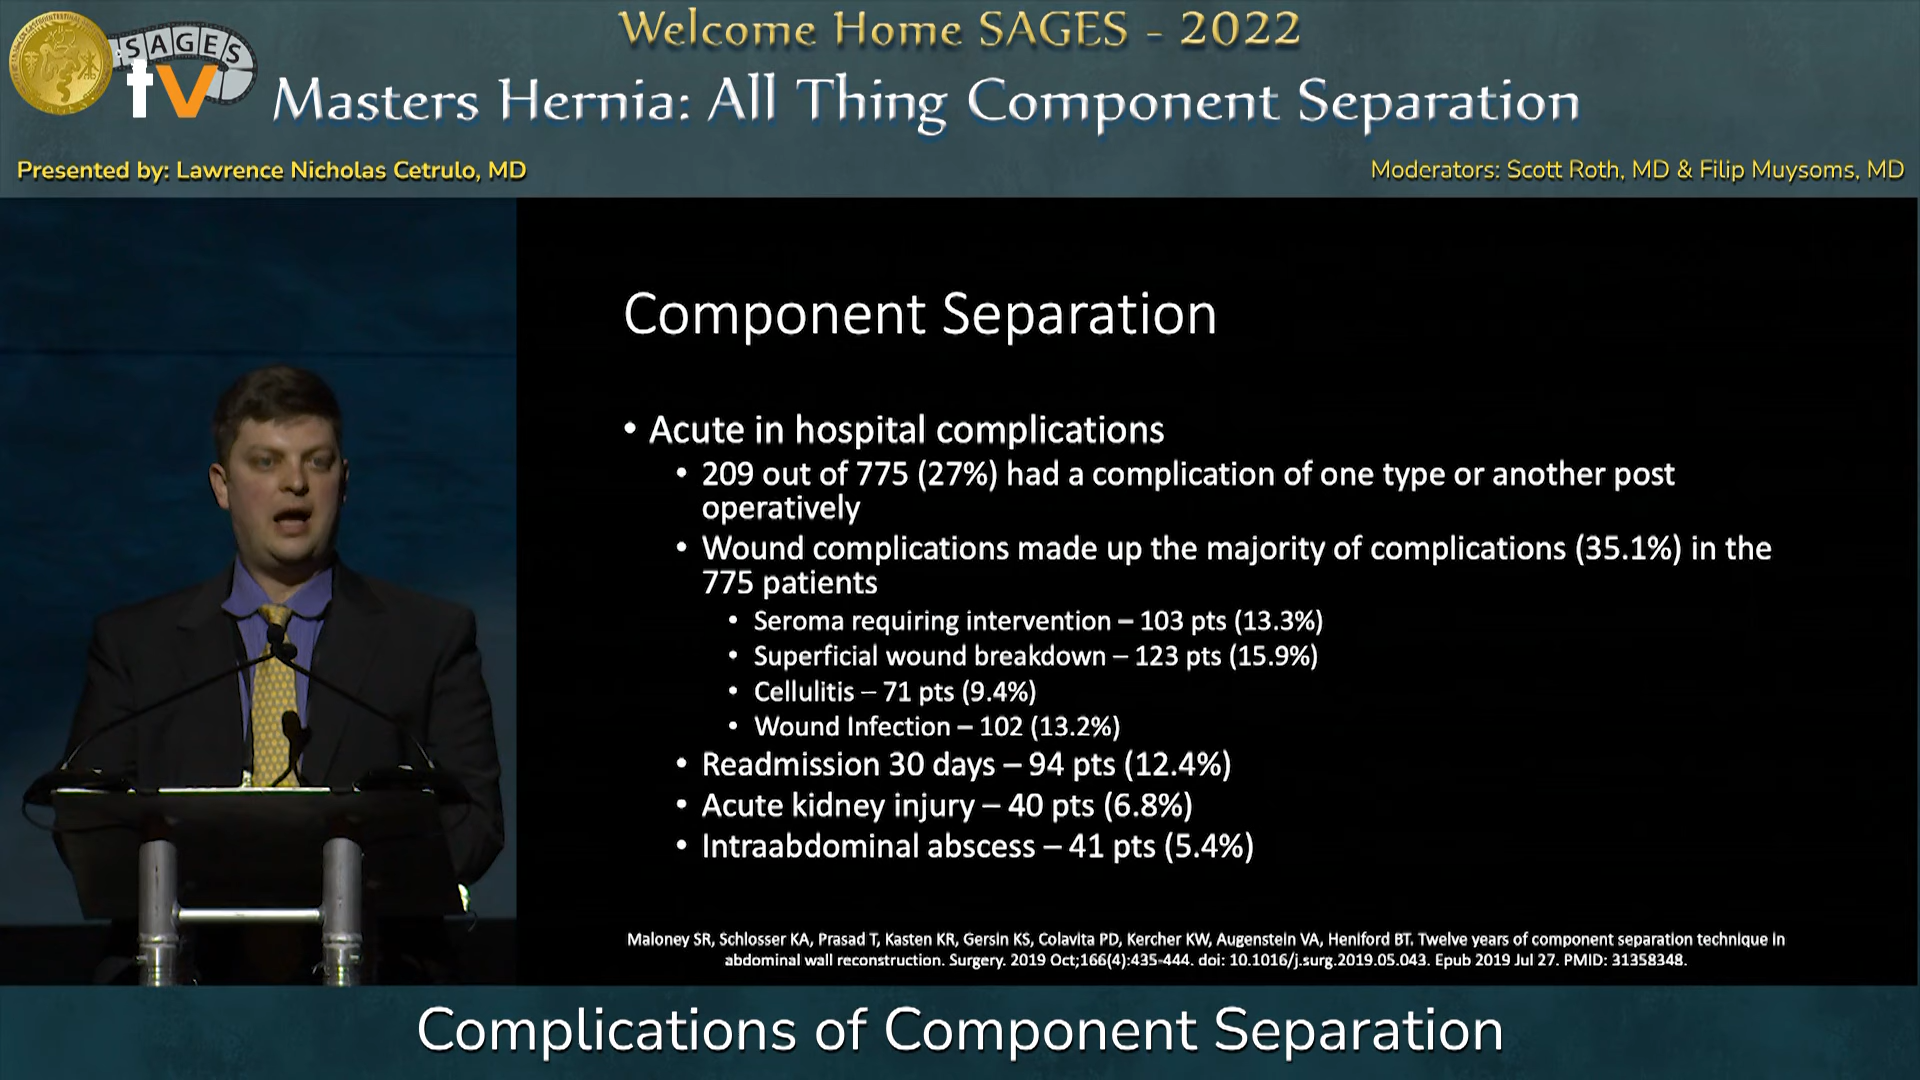 Welcome Home SAGES - 2022
SAGES
tv
Masters Hernia: All Thing Component Separation
Presented by: Lawrence Nicholas Cetrulo, MD
Moderators: Scott Roth, MD & Filip Muysoms, MD
Component Separation
• Acute in hospital complications
• 209 out of 775 (27%) had a complication of one type or another post
operatively
• Wound complications made up the majority of complications (35.1%) in the
775 patients
• Seroma requiring intervention – 103 pts (13.3%)
• Superficial wound breakdown – 123 pts (15.9%)
• Cellulitis – 71 pts (9.4%)
• Wound Infection – 102 (13.2%)
• Readmission 30 days – 94 pts (12.4%)
• Acute kidney injury – 40 pts (6.8%)
• Intraabdominal abscess – 41 pts (5.4%)
Maloney SR, Schlosser KA, Prasad T, Kasten KR, Gersin KS, Colavita PD, Kercher KW, Augenstein VA, Heniford BT. Twelve years of component separation technique in
abdominal wall reconstruction. Surgery. 2019 Oct;166(4):435-444. doi: 10.1016/j.surg.2019.05.043. Epub 2019 Jul 27. PMID: 31358348.
Complications of Component Separation